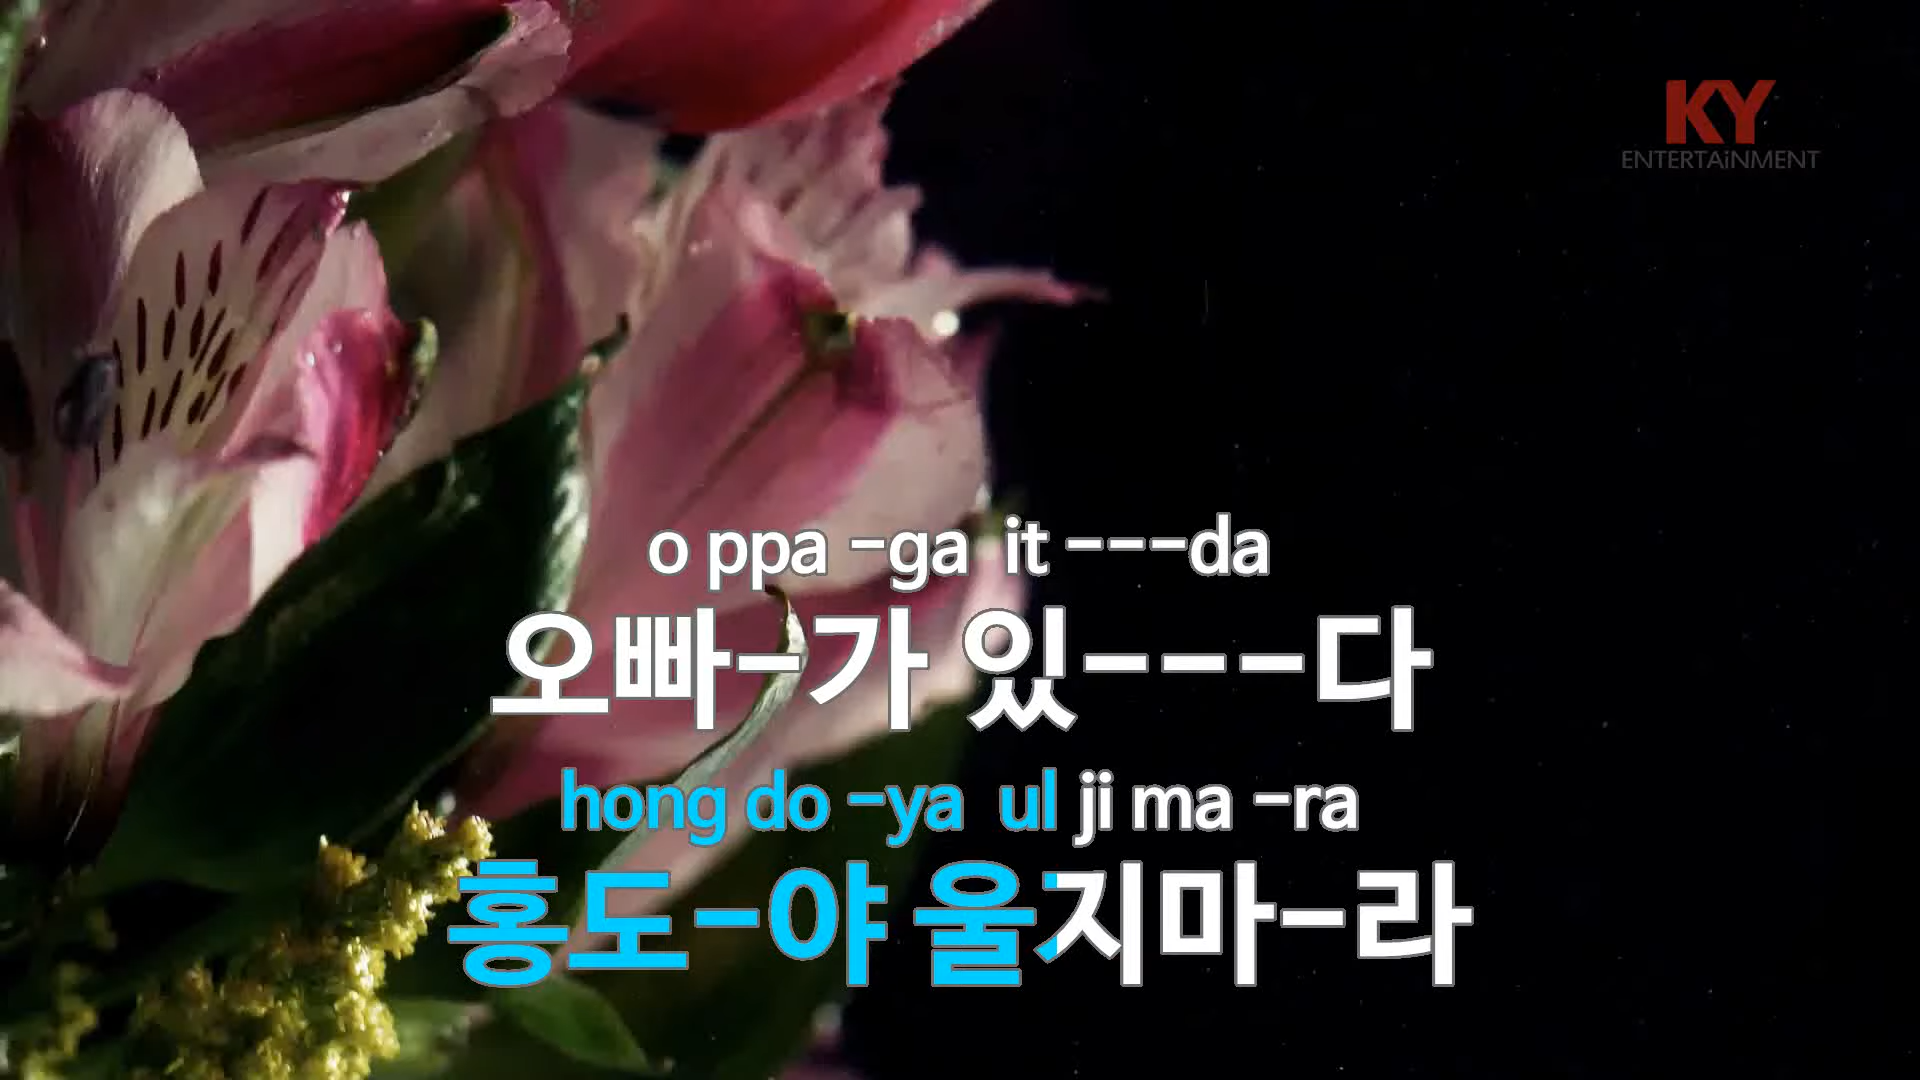 KY
ENTERTAiNMENT
o ppa -ga it ---da
오빠-가 있---다
hong do -ya ul ji ma -ra
홍도-야 울지마-라